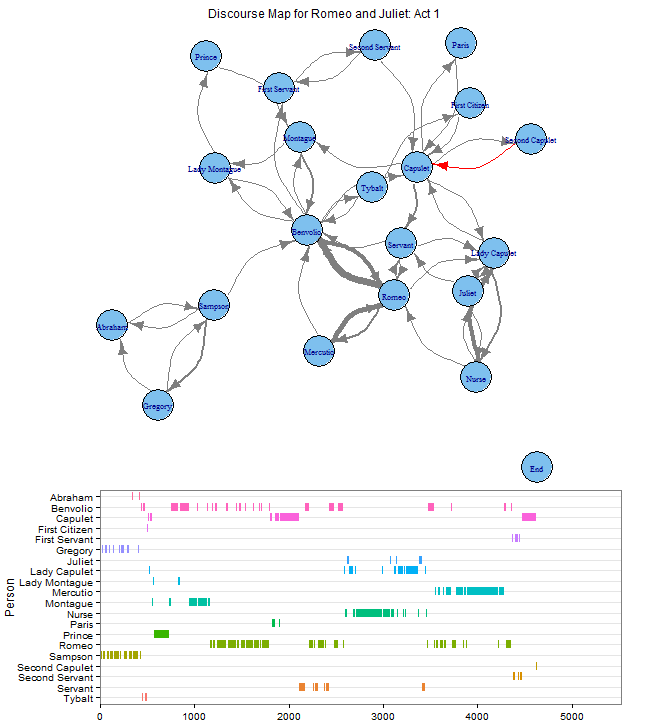 Discourse Map for Romeo and Juliet: Act 1
Second Servant
Paris
Prince
First Servant
First Citizen
Montague
Second Capulet
Lady Montague
Capulet
Tybalt
Benvolio
Servant
Lady Capulet
Romeo
Juliet
Sampson
Abraham
Mercutio
Nurse
Gregory
End
Abraham
Benvolio
Capulet
First Citizen
First Servant
Gregory
Juliet
Lady Capulet
Lady Montague
Mercutio
Montague
Nurse
Paris
Prince
Romeo
Sampson
Second Capulet
Second Servant
Servant
Tybalt
Person
0 1000 2000 3000 4000 5000